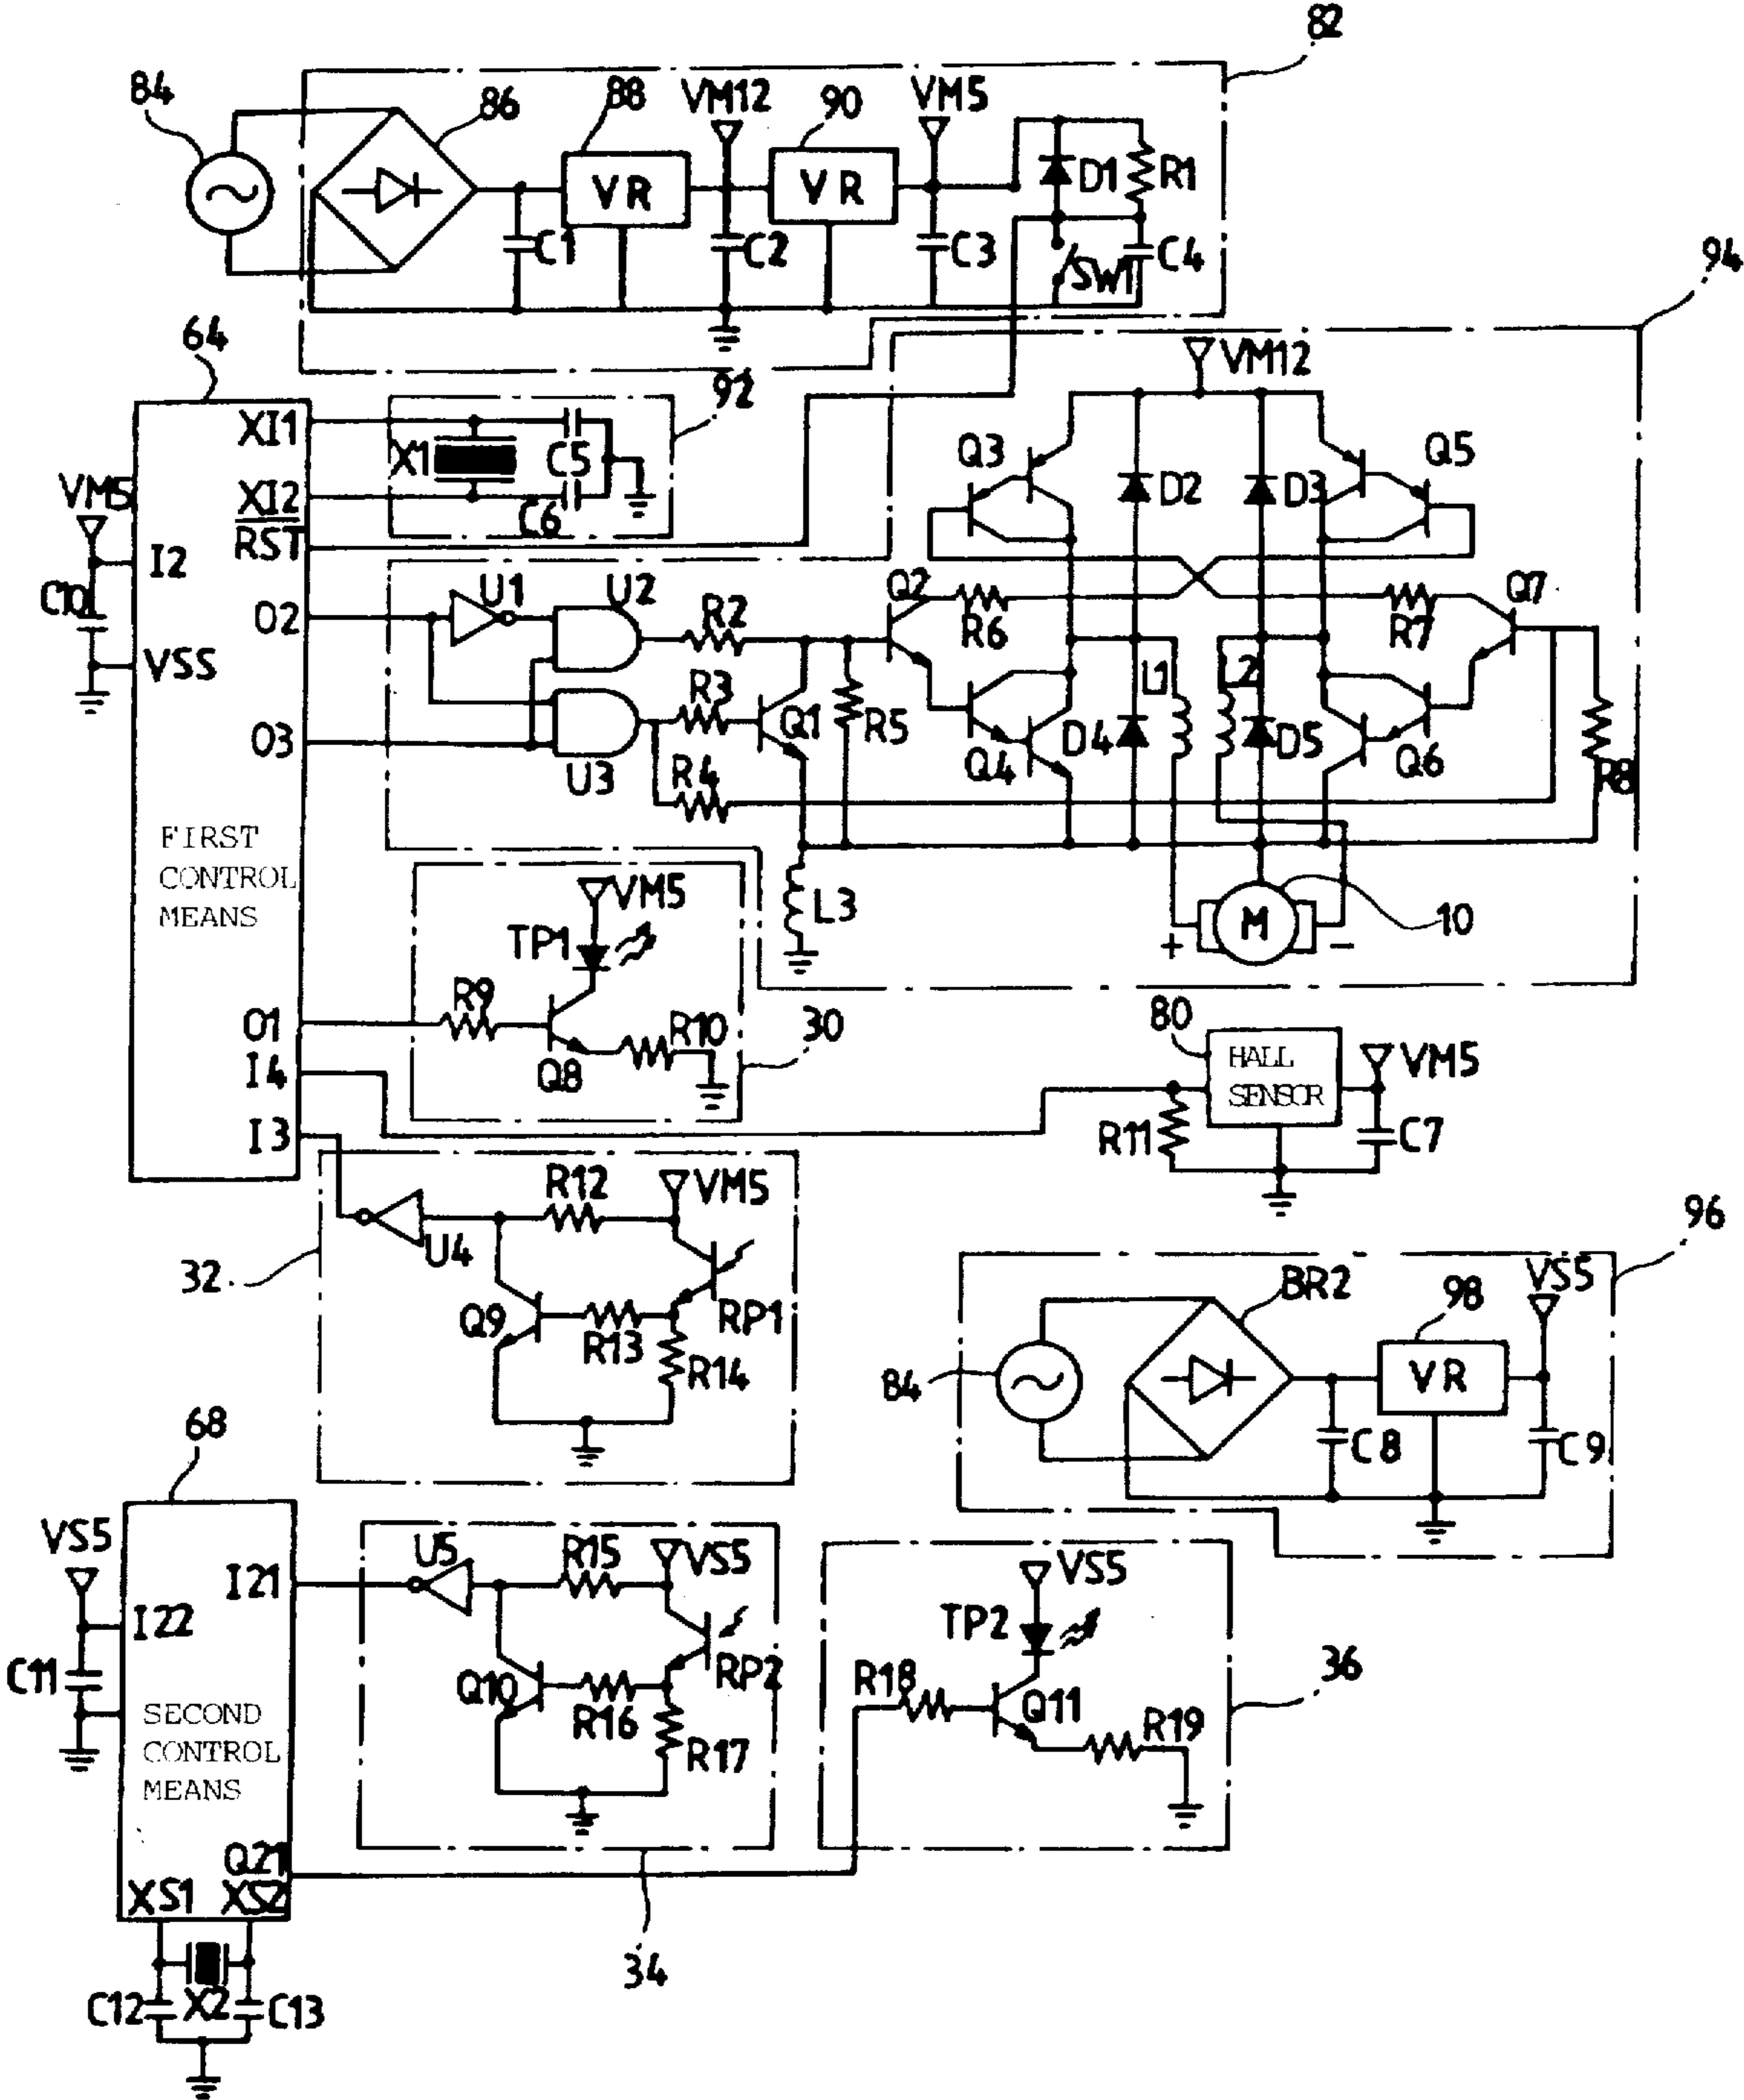 82
84
86
88
VM12
90
VM5
VR
VR
D1
R1
C1
C2
C3
SW1
C4
94
64
92
VM12
XI1
X1
C5
Q3
Q5
VM5
XI2
C6
D2
D3
RST
I2
C10
U1
U2
Q2
Q7
O2
R2
R6
R7
VSS
R3
L1
L2
Q1
R5
O3
U3
R4
Q4
D4
D5
Q6
R8
FIRST
CONTROL
MEANS
VM5
L3
M
10
TP1
+
-
R9
O1
R10
30
80
HALL
SENSOR
VM5
I4
Q8
I3
R11
C7
R12
VM5
96
U4
32
BR2
98
VS5
Q9
R13
RP1
R14
84
VR
68
C8
C9
VS5
U5
R15
VS5
VS5
I21
I22
TP2
36
C11
Q10
RP2
R18
Q11
SECOND
CONTROL
MEANS
R16
R17
R19
Q21
XS1
XS2
34
C12
X2
C13